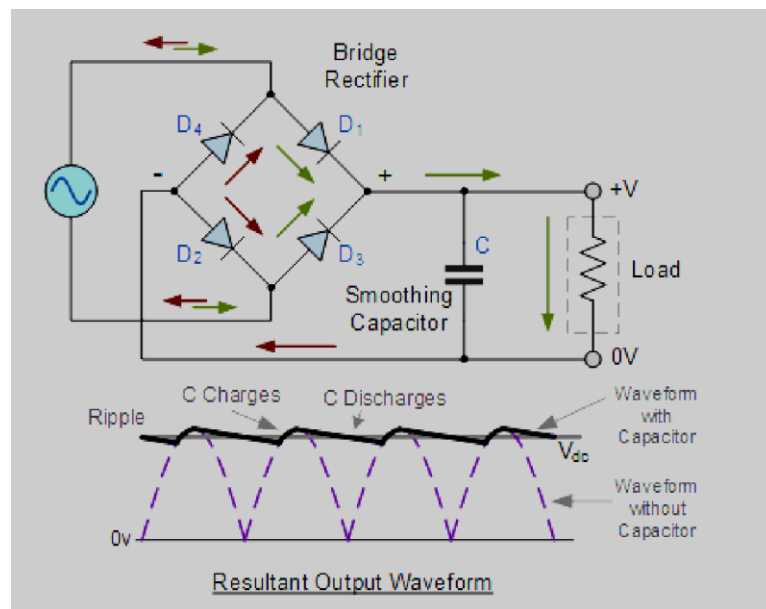 Bridge
Rectifier
D4
D1
-
+
+V
D2
D3
C
Load
Smoothing
Capacitor
0V
C Charges
C Discharges
Waveform
with
Capacitor
Ripple
Vdc
Waveform
without
Capacitor
0v
Resultant Output Waveform